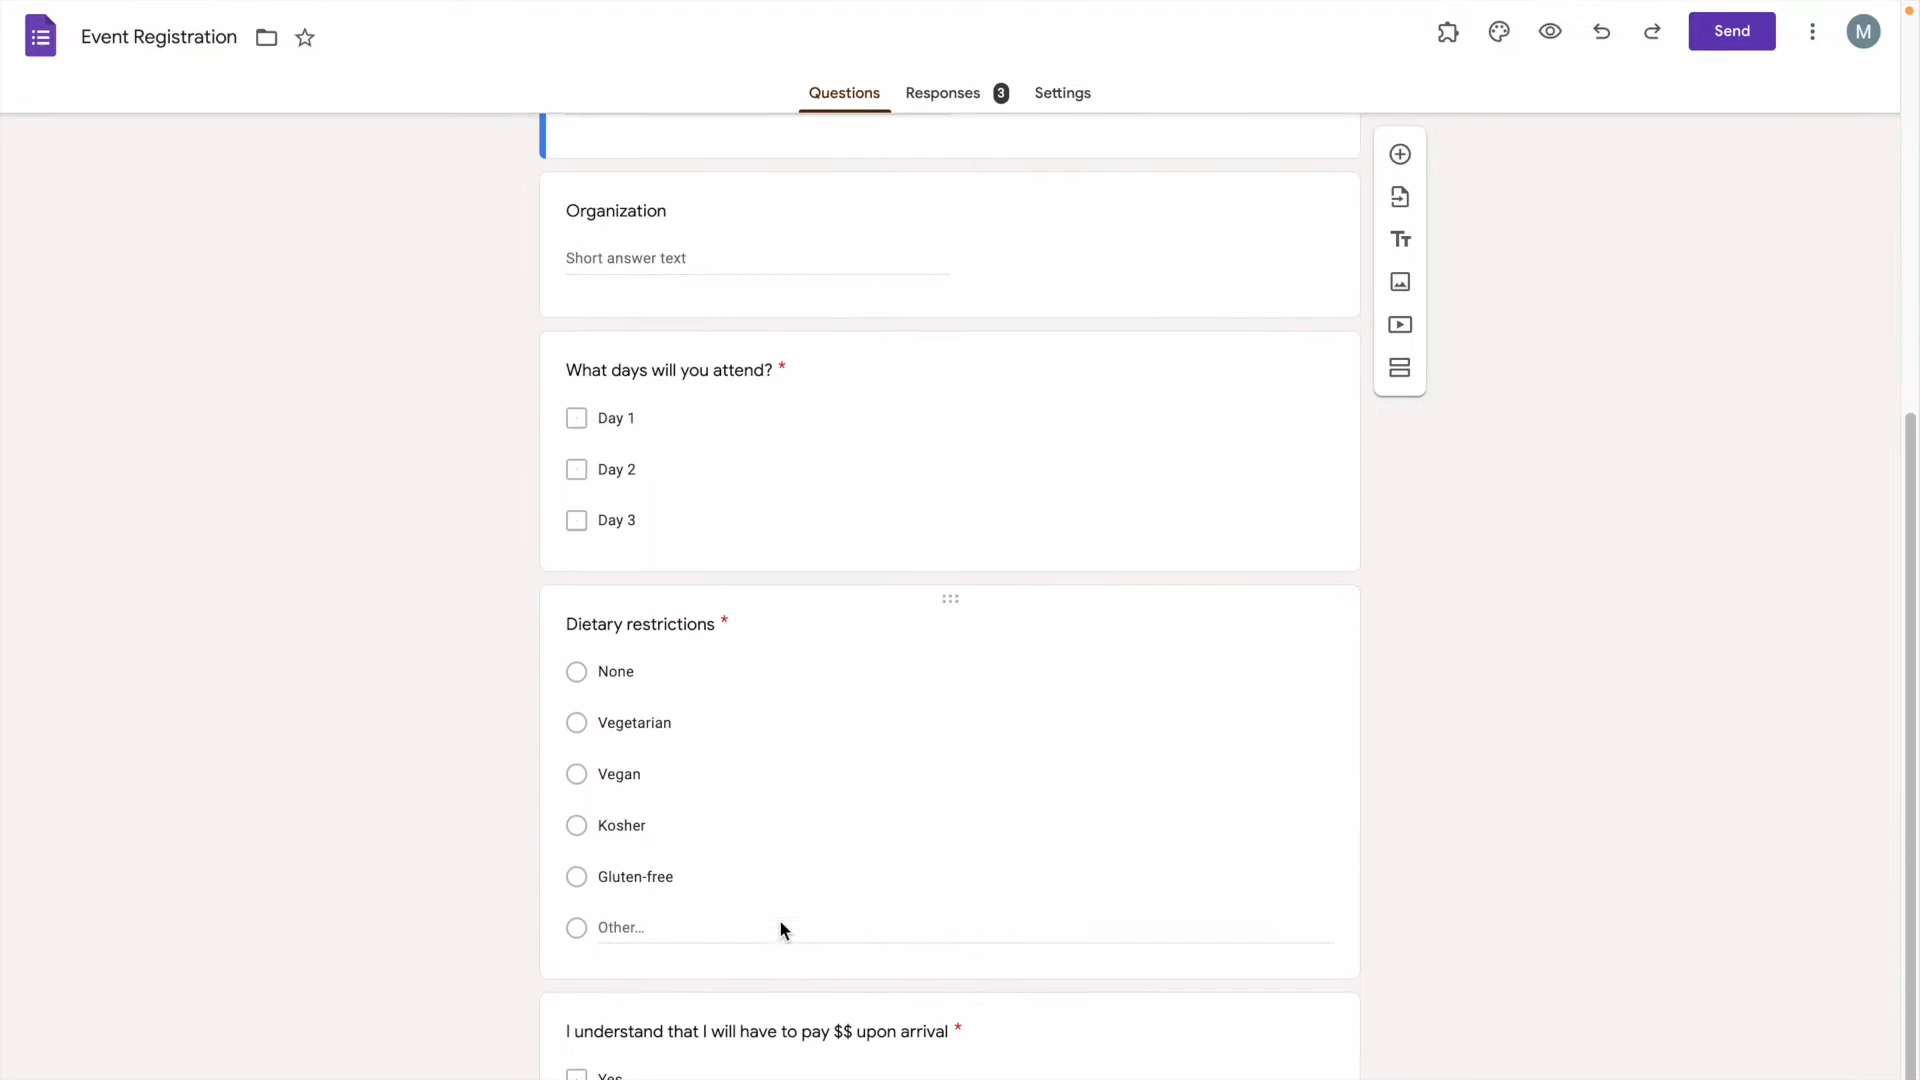 Event Registration
Send
M
Questions
Responses 3
Settings
Organization
Short answer text
What days will you attend? *
Day 1
Day 2
Day 3
Dietary restrictions *
None
Vegetarian
Vegan
Kosher
Gluten-free
Other...
I understand that I will have to pay $$ upon arrival *
Yes